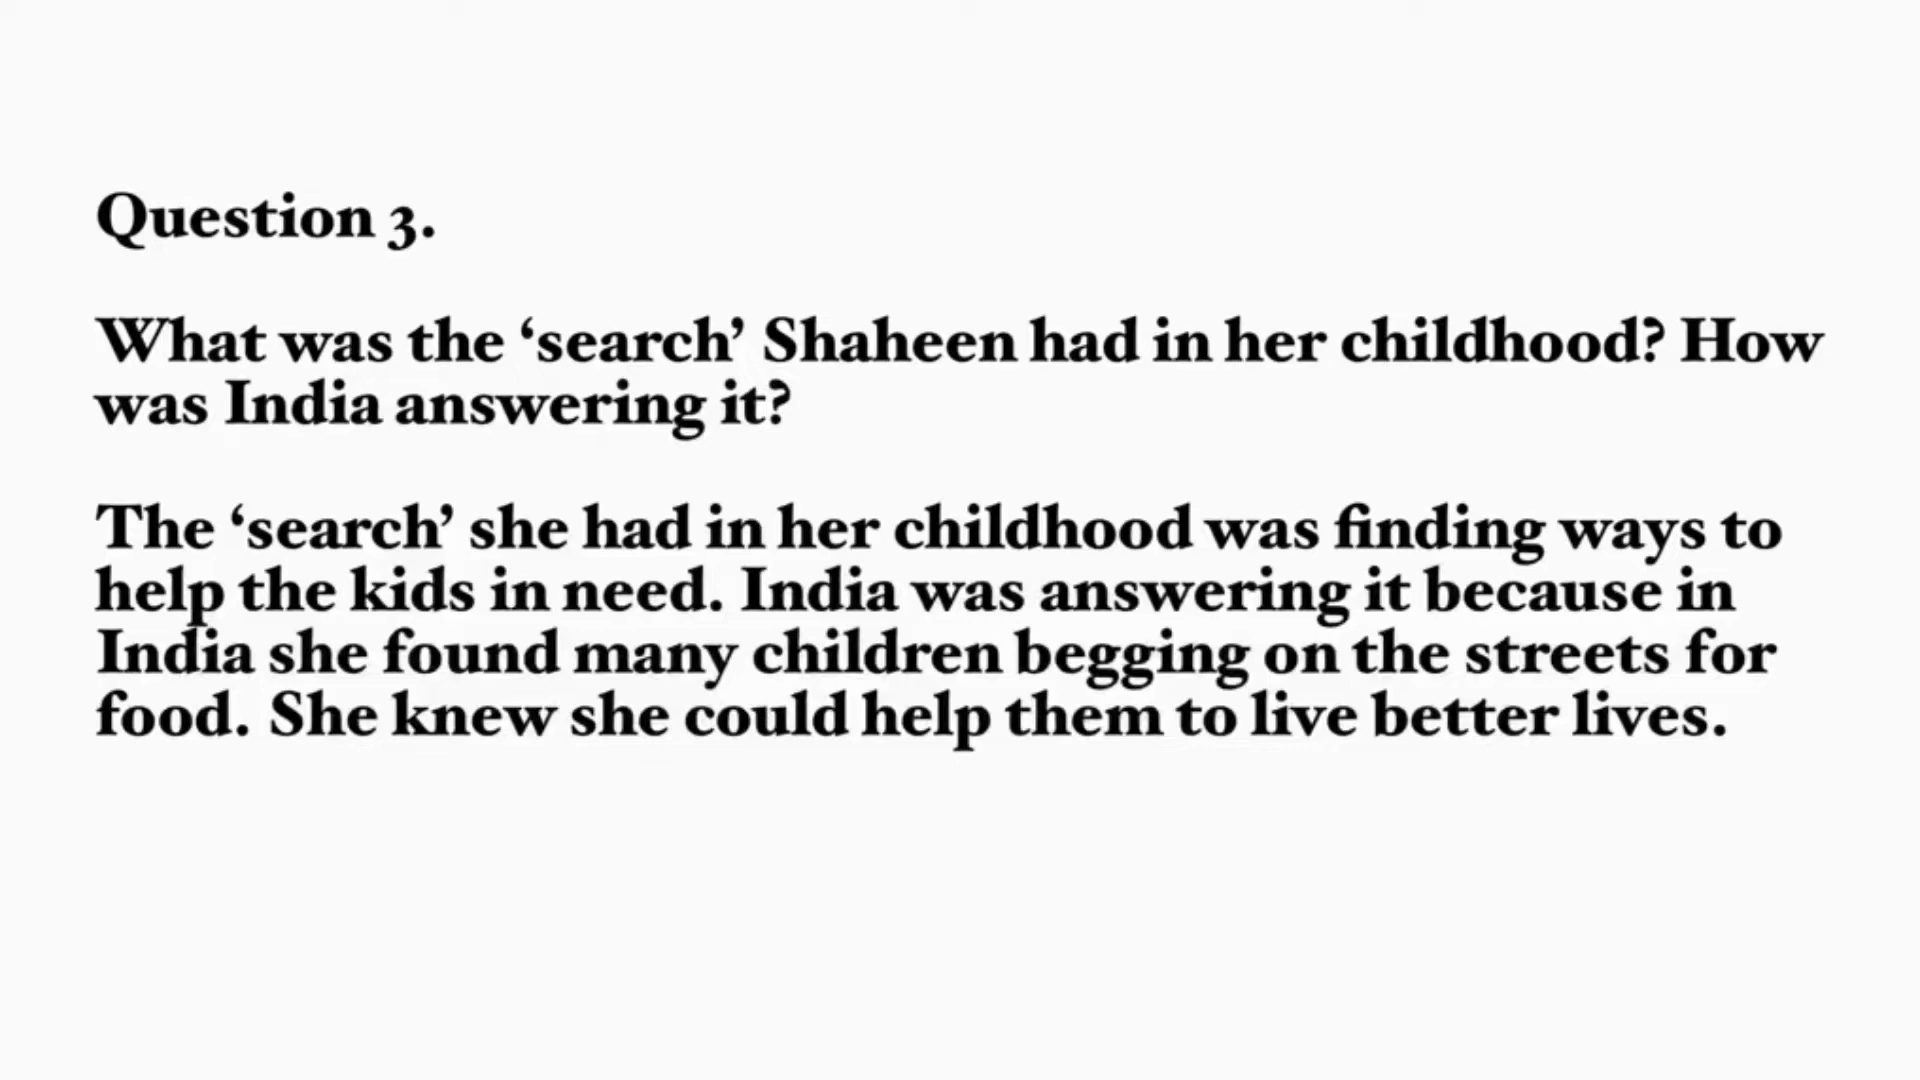 Question 3.
What was the ‘search’ Shaheen had in her childhood? How
was India answering it?
The ‘search’ she had in her childhood was finding ways to
help the kids in need. India was answering it because in
India she found many children begging on the streets for
food. She knew she could help them to live better lives.